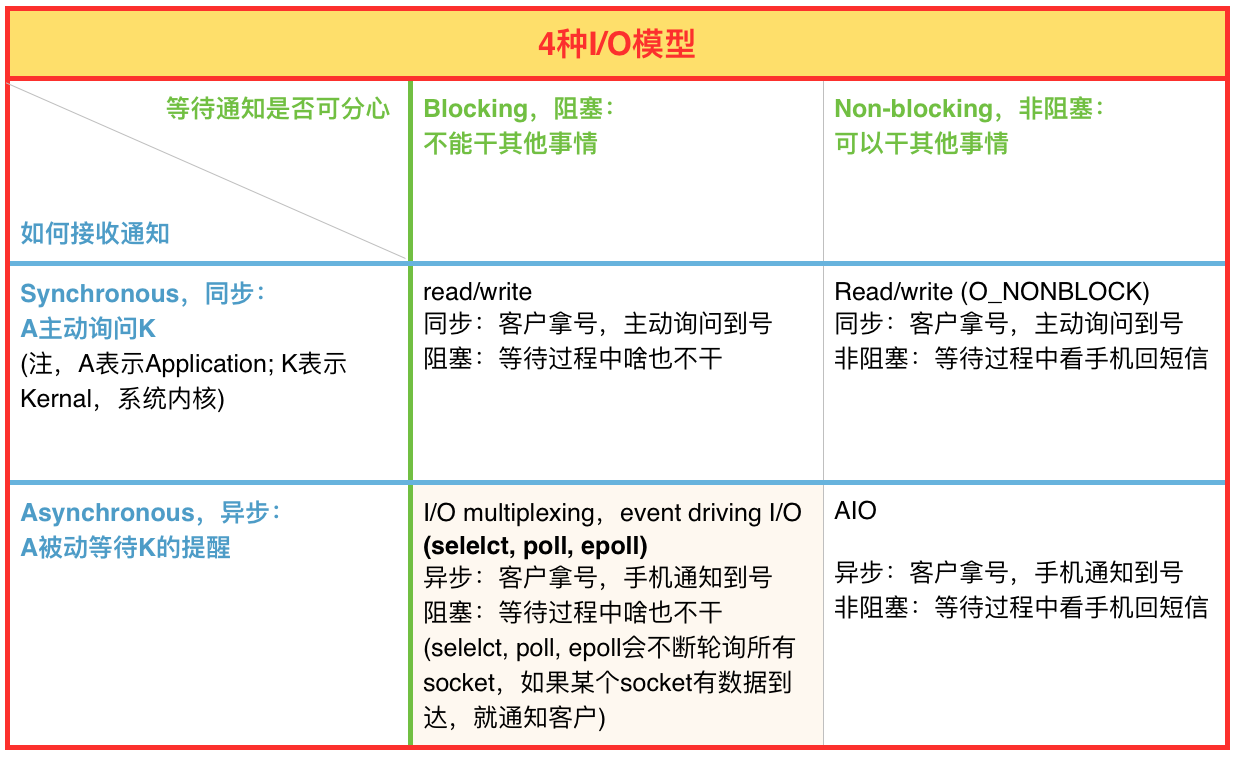 4种I/O模型
等待通知是否可分心
如何接收通知
Blocking，阻塞：
不能干其他事情
Non-blocking，非阻塞：
可以干其他事情
Synchronous，同步：
A主动询问K
(注，A表示Application; K表示
Kernal，系统内核)
read/write
同步：客户拿号，主动询问到号
阻塞：等待过程中啥也不干
Read/write (O_NONBLOCK)
同步：客户拿号，主动询问到号
非阻塞：等待过程中看手机回短信
Asynchronous，异步：
A被动等待K的提醒
I/O multiplexing，event driving I/O
(selelct, poll, epoll)
异步：客户拿号，手机通知到号
阻塞：等待过程中啥也不干
(selelct, poll, epoll会不断轮询所有
socket，如果某个socket有数据到
达，就通知客户)
AIO
异步：客户拿号，手机通知到号
非阻塞：等待过程中看手机回短信